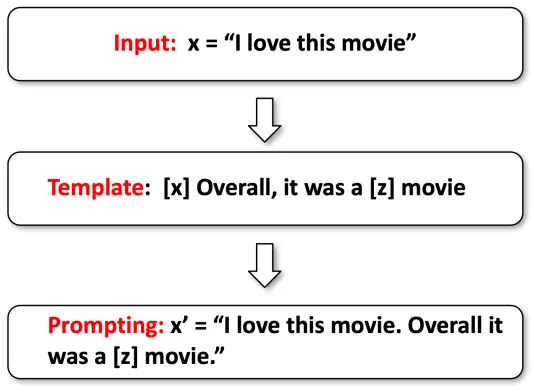 Input: x = “I love this movie”
Template: [x] Overall, it was a [z] movie
Prompting: x’ = “I love this movie. Overall it
was a [z] movie.”